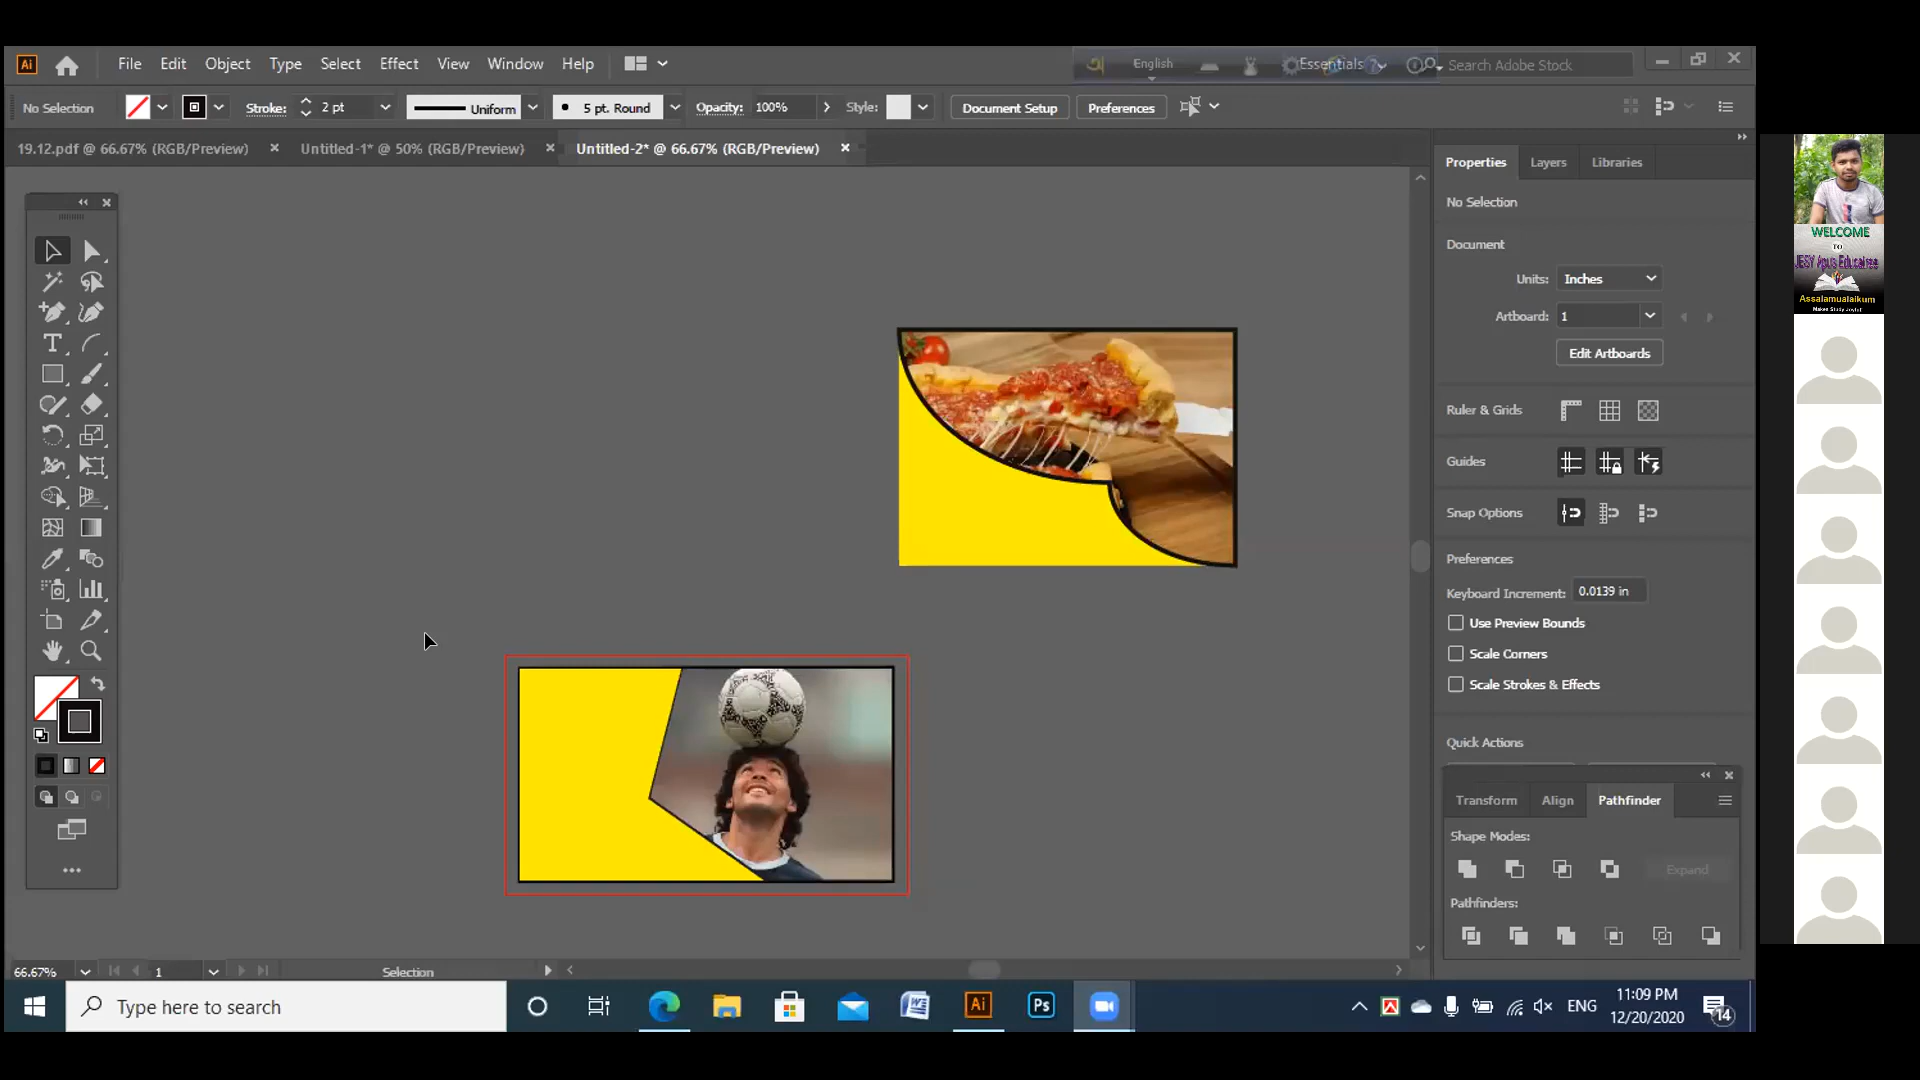 Ai File Edit Object Type Select Effect View Window Help
English Essentials Search Adobe Stock
No Selection Stroke: 2 pt Uniform 5 pt. Round Opacity: 100% Style: Document Setup Preferences
19.12.pdf @ 66.67% (RGB/Preview) Untitled-1* @ 50% (RGB/Preview) Untitled-2* @ 66.67% (RGB/Preview)
Properties Layers Libraries
No Selection
Document
Units: Inches
Artboard: 1
Edit Artboards
Ruler & Grids
Guides
Snap Options
Preferences
Keyboard Increment: 0.0139 in
Use Preview Bounds
Scale Corners
Scale Strokes & Effects
Quick Actions
Transform Align Pathfinder
Shape Modes:
Expand
Pathfinders:
66.67% 1 Selection
Type here to search
Ai Ps
ENG
11:09 PM
12/20/2020
14
WELCOME
TO
Assalamualaikum